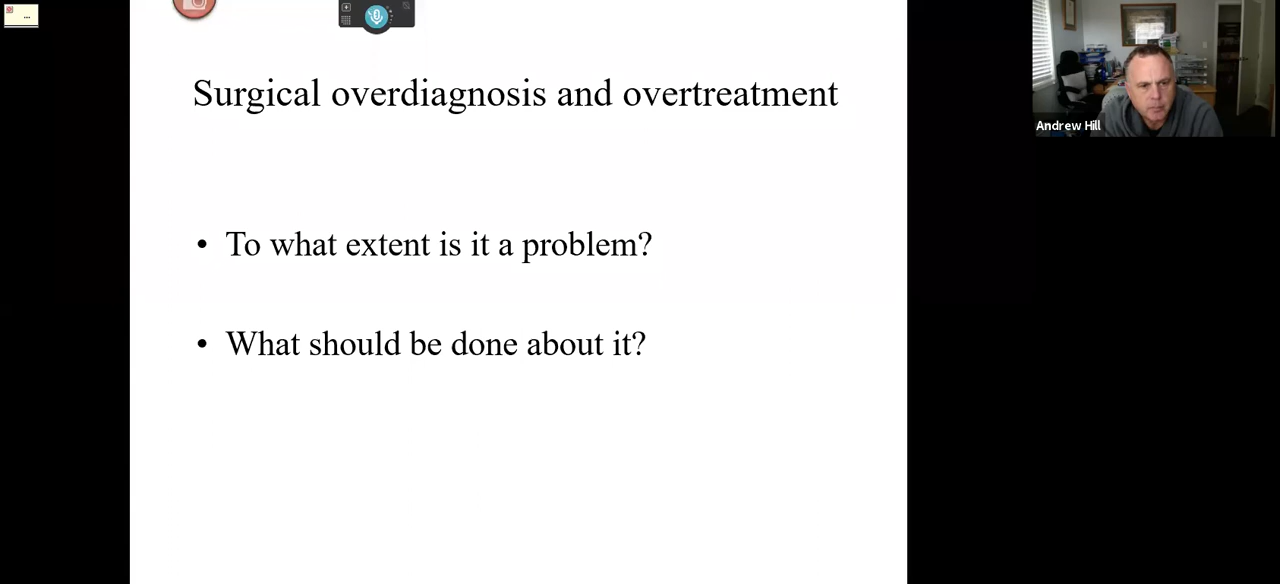 Surgical overdiagnosis and overtreatment
• To what extent is it a problem?
• What should be done about it?
Andrew Hill